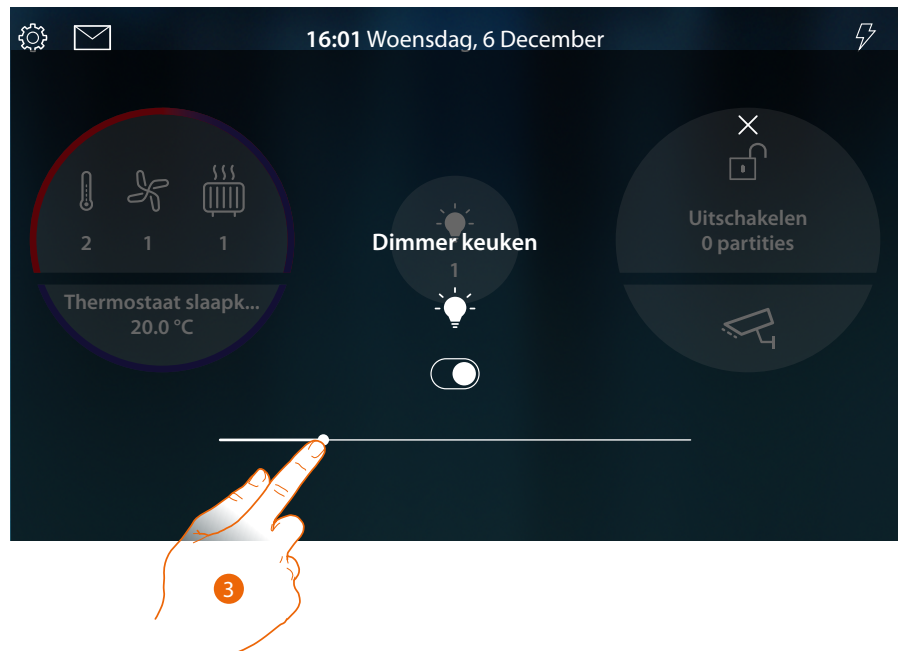 16:01 Woensdag, 6 December
2 1 1
Thermostaat slaapk...
20.0 °C
Dimmer keuken
1
Uitschakelen
0 partities
3